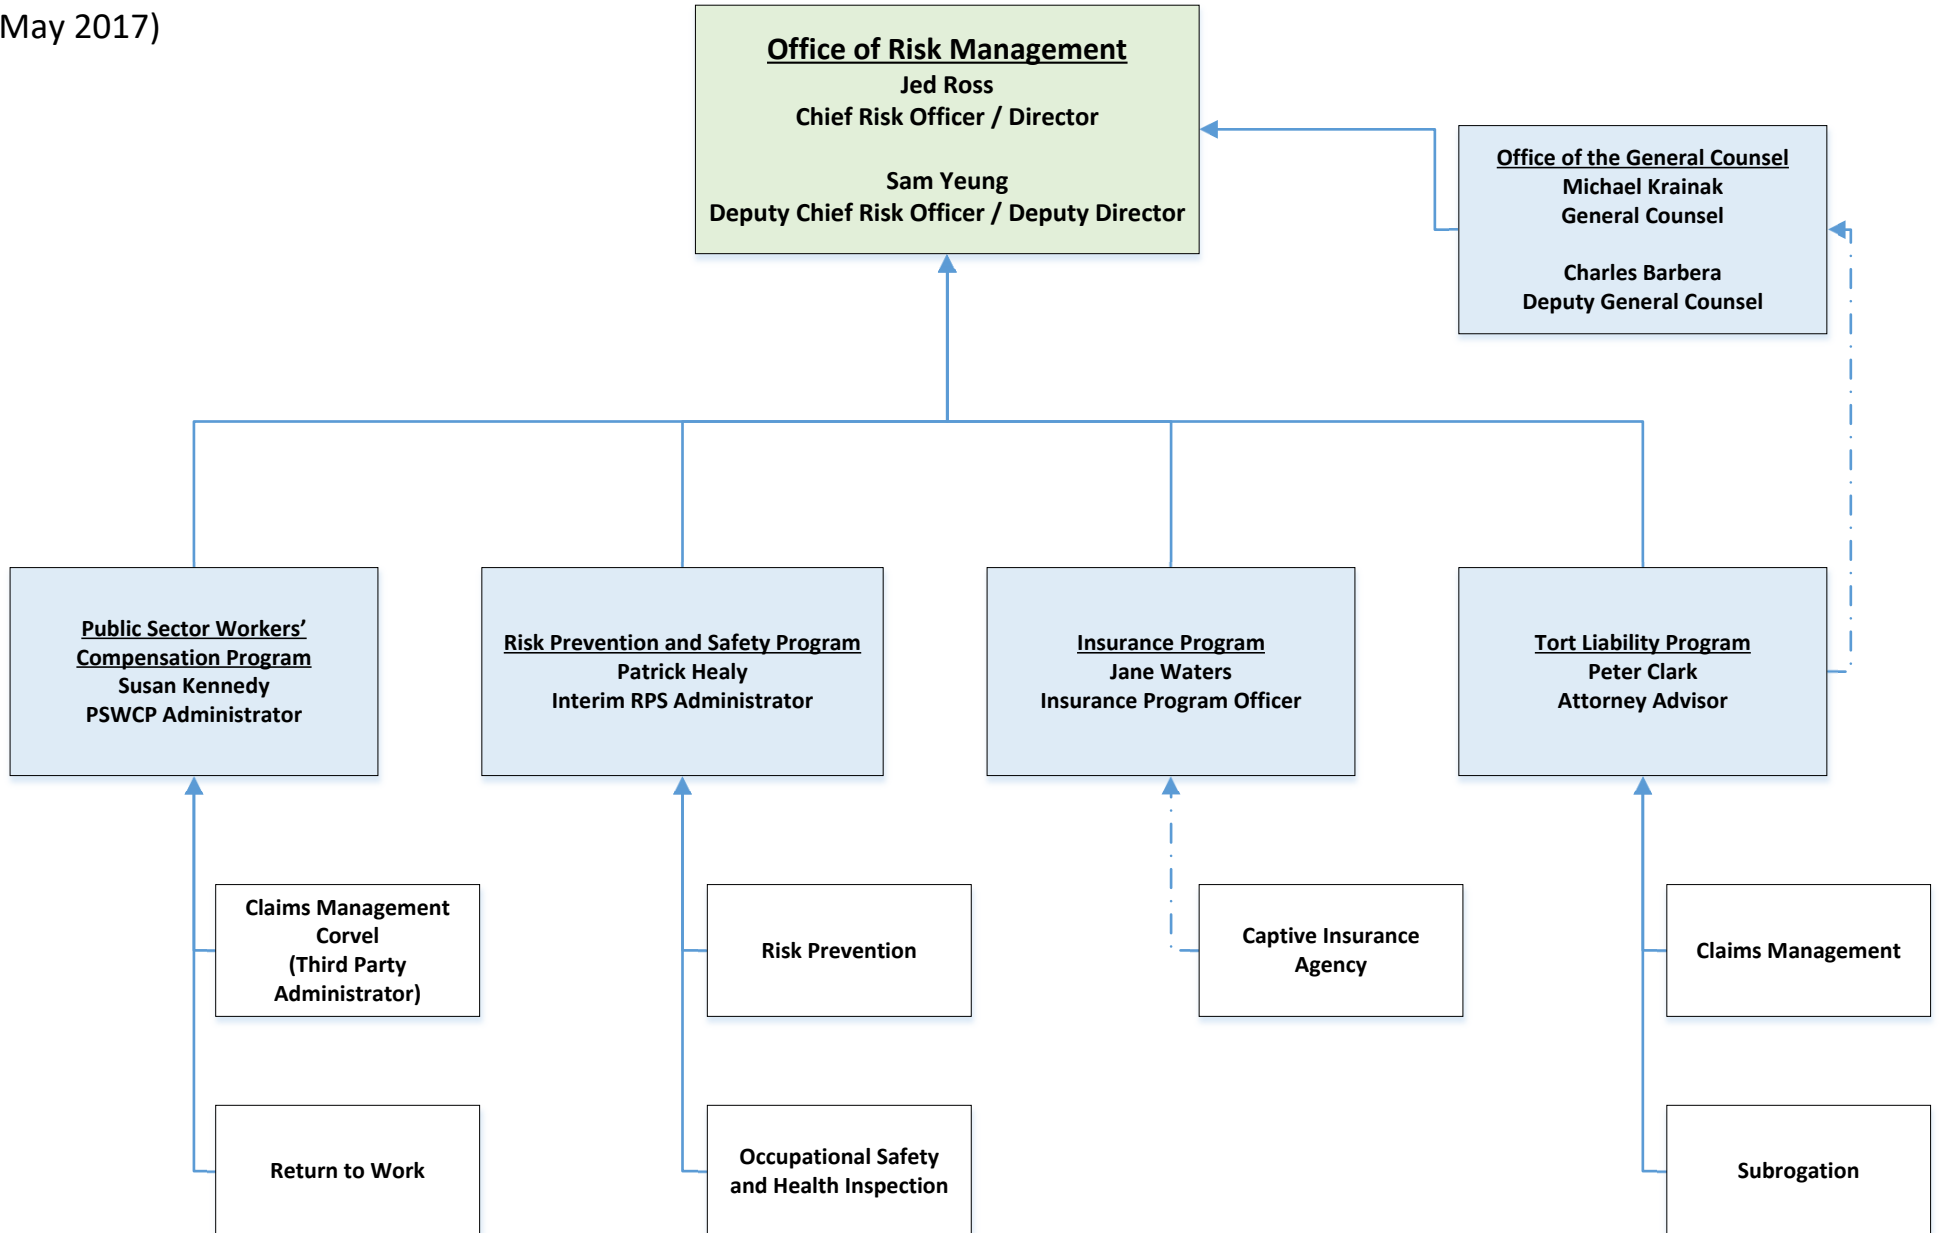 May 2017)
Office of Risk Management
Jed Ross
Chief Risk Officer / Director
Sam Yeung
Deputy Chief Risk Officer / Deputy Director
Office of the General Counsel
Michael Krainak
General Counsel
Charles Barbera
Deputy General Counsel
Public Sector Workers’
Compensation Program
Susan Kennedy
PSWCP Administrator
Risk Prevention and Safety Program
Patrick Healy
Interim RPS Administrator
Insurance Program
Jane Waters
Insurance Program Officer
Tort Liability Program
Peter Clark
Attorney Advisor
Claims Management
Corvel
(Third Party
Administrator)
Risk Prevention
Captive Insurance
Agency
Claims Management
Return to Work
Occupational Safety
and Health Inspection
Subrogation